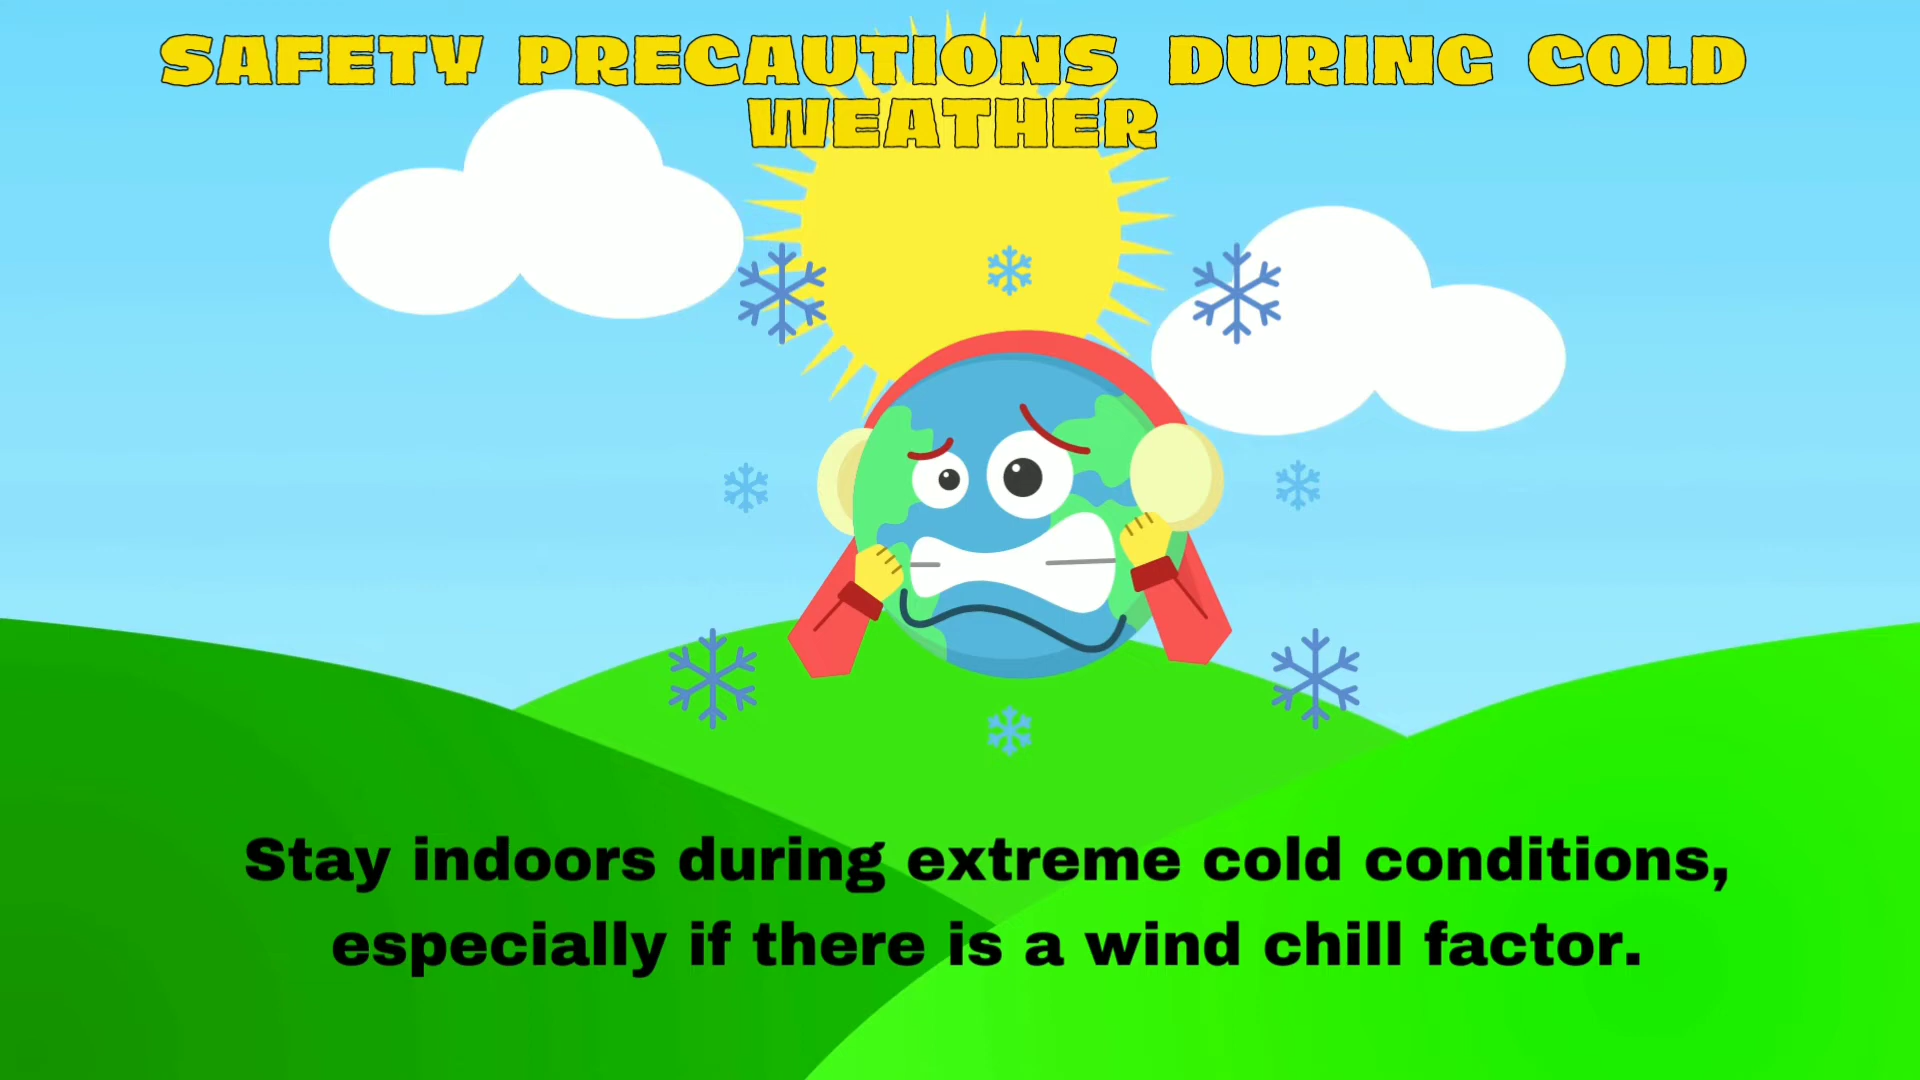 SAFETY PRECAUTIONS DURING COLD
WEATHER
Stay indoors during extreme cold conditions,
especially if there is a wind chill factor.